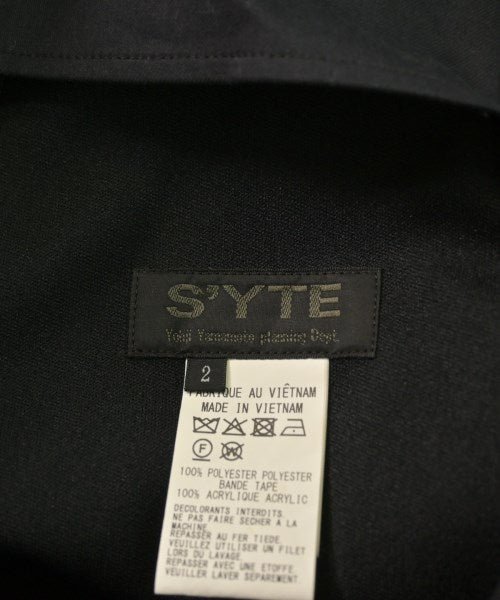 S'YTE
Yohji Yamamoto planning Dept.
2
FABRIQUE AU VIÊTNAM
MADE IN VIETNAM
F W
100% POLYESTER POLYESTER
BANDE TAPE
100% ACRYLIQUE ACRYLIC
DECOLORANTS INTERDITS.
NE PAS FAIRE SECHER A LA
MACHINE.
REPASSER AU FER TIEDE.
VEUILLEZ UTILISER UN FILET
LORS DU LAVAGE.
REPASSER AVEC UNE ETOFFE
VEUILLER LAVER SEPAREMENT